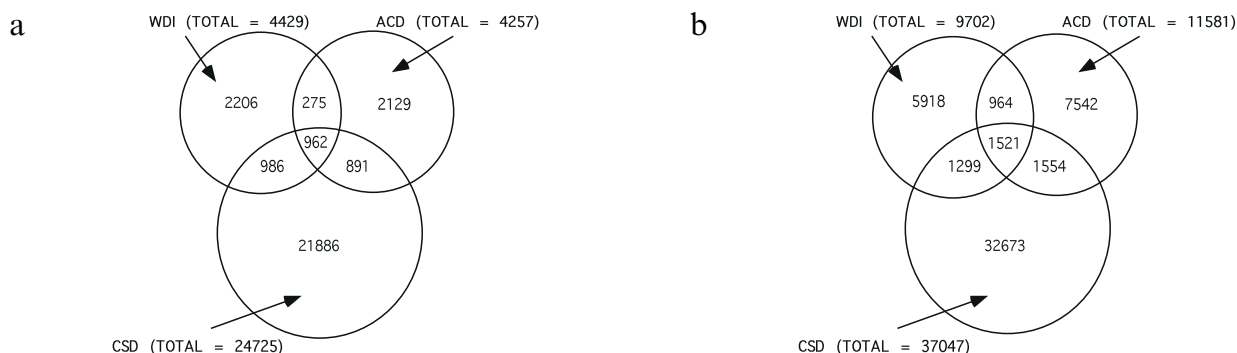 a
WDI (TOTAL = 4429)
ACD (TOTAL = 4257)
2206
275
2129
962
986
891
21886
CSD (TOTAL = 24725)
b
WDI (TOTAL = 9702)
ACD (TOTAL = 11581)
5918
964
7542
1521
1299
1554
32673
CSD (TOTAL = 37047)